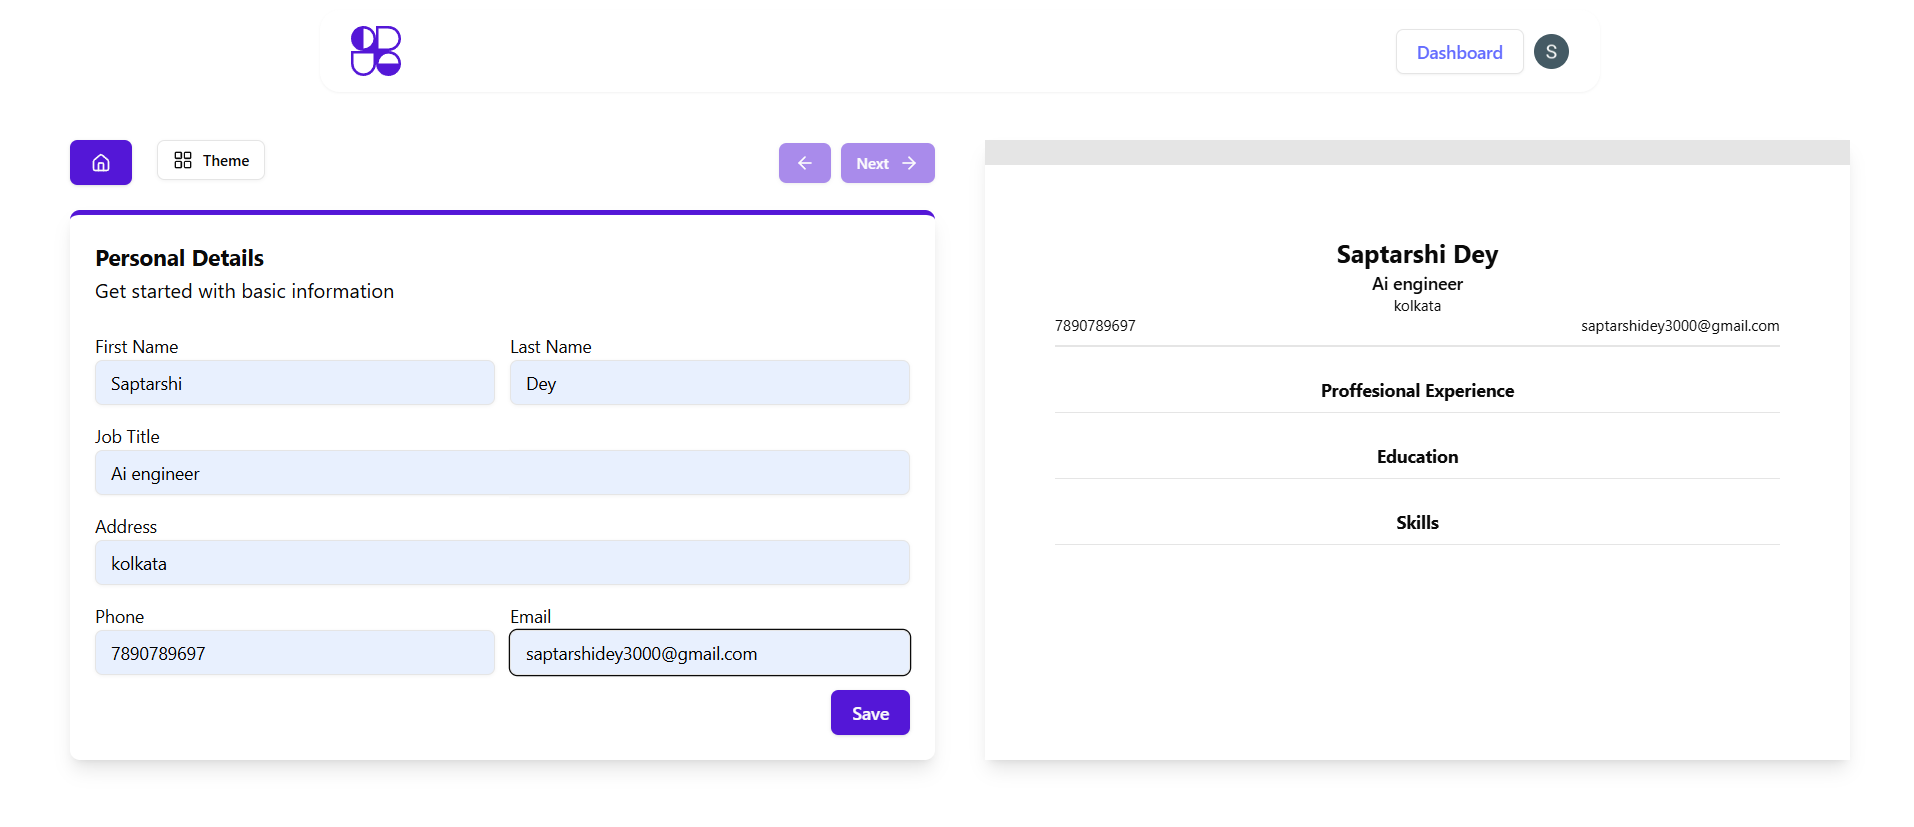 Dashboard
S
Theme
Next
Personal Details
Get started with basic information
First Name
Last Name
Saptarshi
Dey
Job Title
Ai engineer
Address
kolkata
Phone
Email
7890789697
saptarshidey3000@gmail.com
Save
Saptarshi Dey
Ai engineer
kolkata
7890789697
saptarshidey3000@gmail.com
Proffesional Experience
Education
Skills